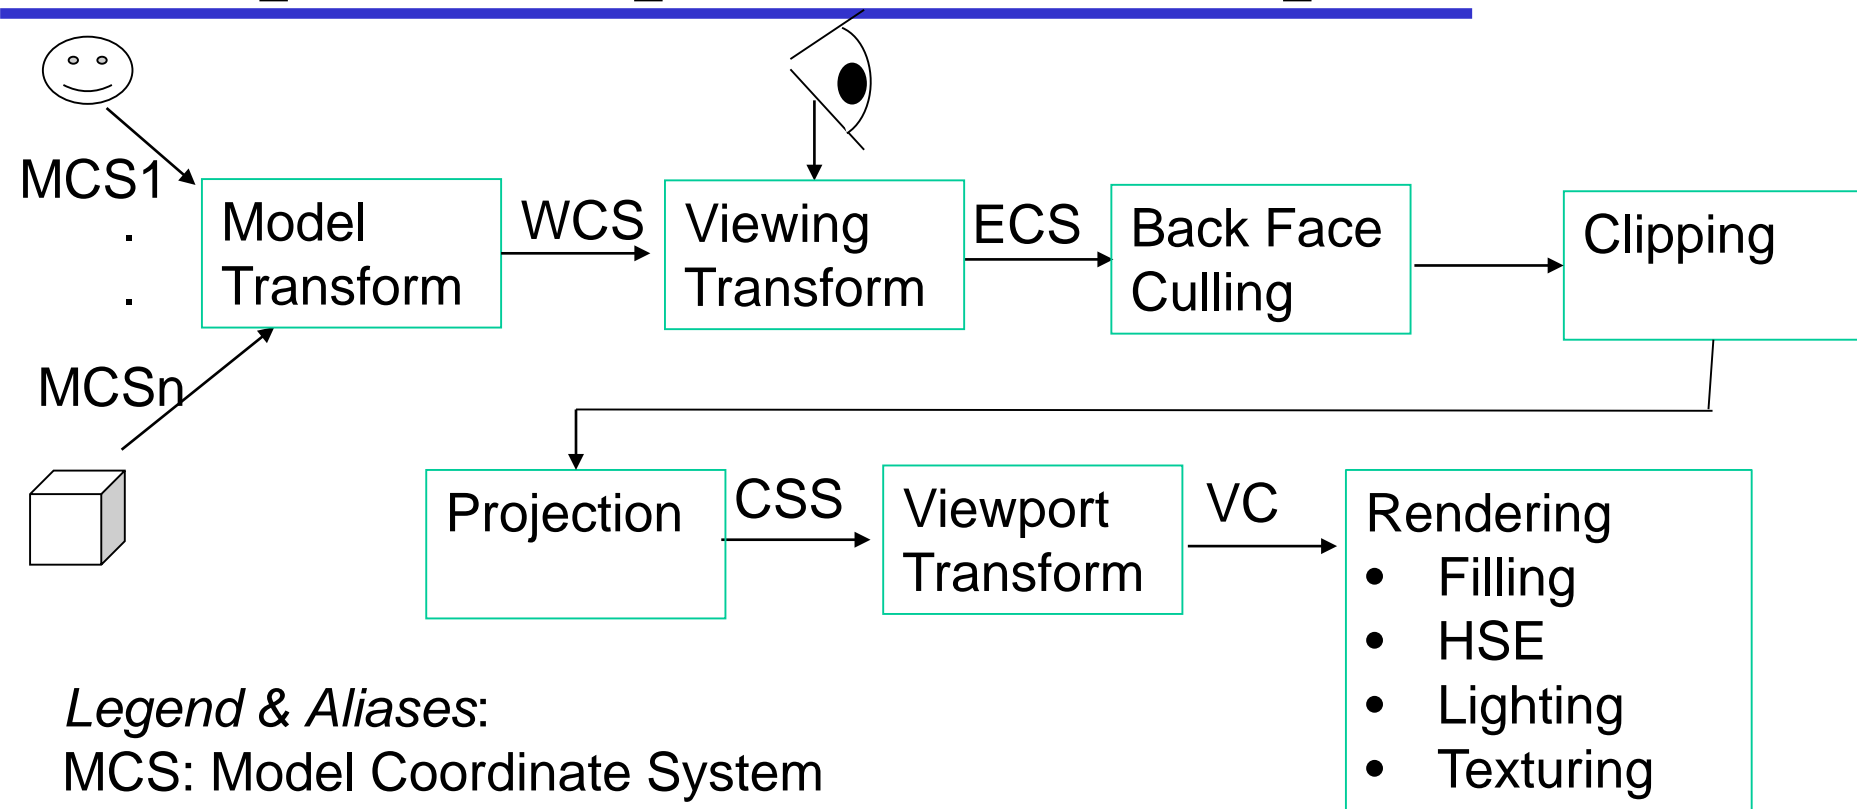 MCS1
.
.
MCSn
Model
Transform
WCS
Viewing
Transform
ECS
Back Face
Culling
Clipping
Projection
CSS
Viewport
Transform
VC
Rendering
• Filling
• HSE
• Lighting
• Texturing
Legend & Aliases:
MCS: Model Coordinate System